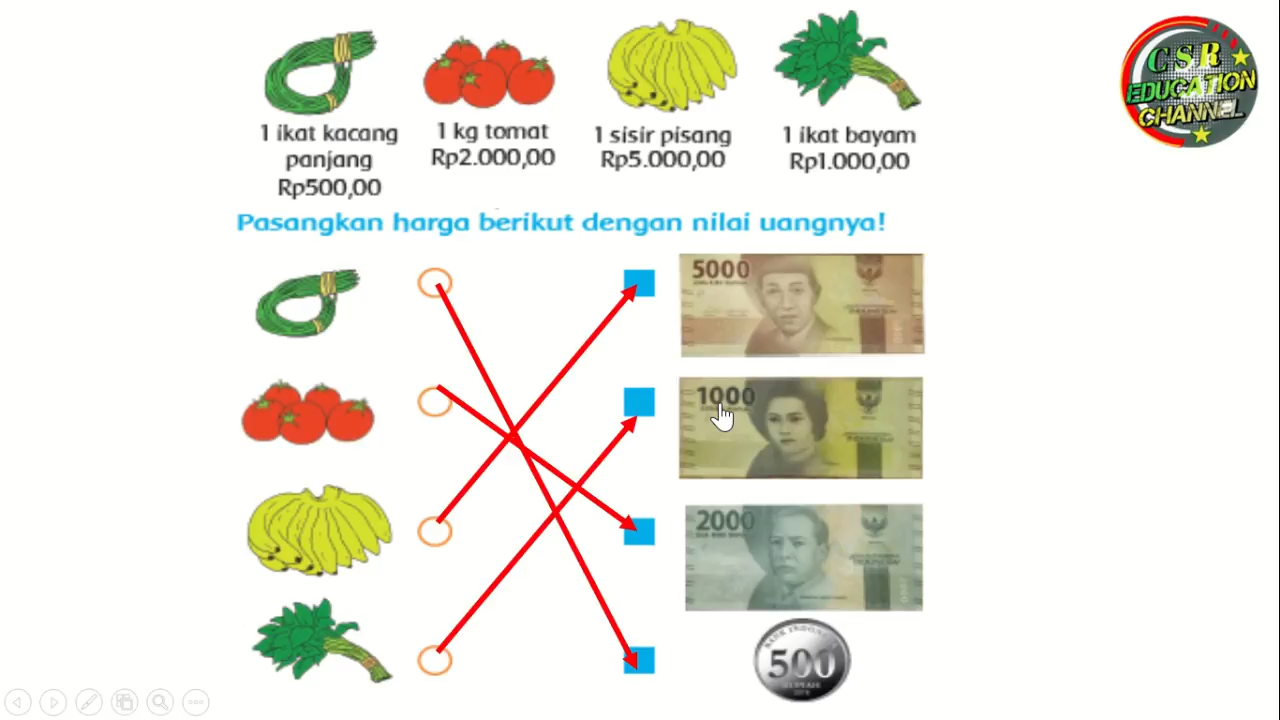 1 ikat kacang
panjang
Rp500,00
1 kg tomat
Rp2.000,00
1 sisir pisang
Rp5.000,00
1 ikat bayam
Rp1.000,00
CSR
EDUCATION
CHANNEL
Pasangkan harga berikut dengan nilai uangnya!
5000
1000
2000
500